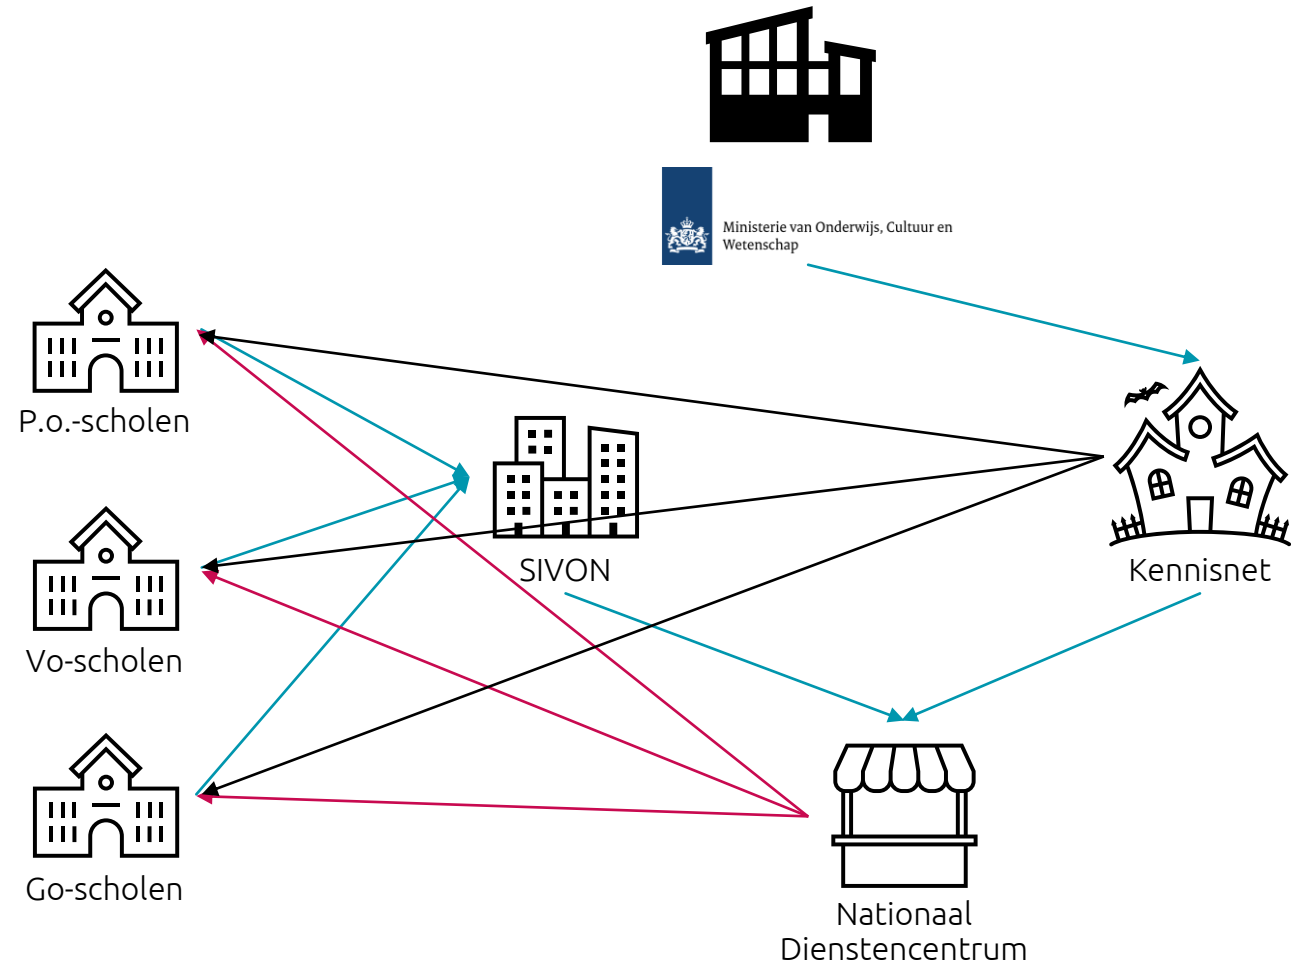 Ministerie van Onderwijs, Cultuur en
Wetenschap
P.o.-scholen
SIVON
Kennisnet
Vo-scholen
Go-scholen
Nationaal
Dienstencentrum